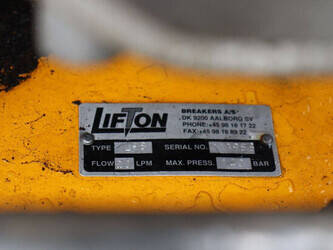 LIFTON
BREAKERS A/S
DK 9200 AALBORG SV
PHONE:+45 98 18 17 22
FAX:+45 98 18 69 22
TYPE SERIAL NO.
FLOW LPM MAX. PRESS. BAR